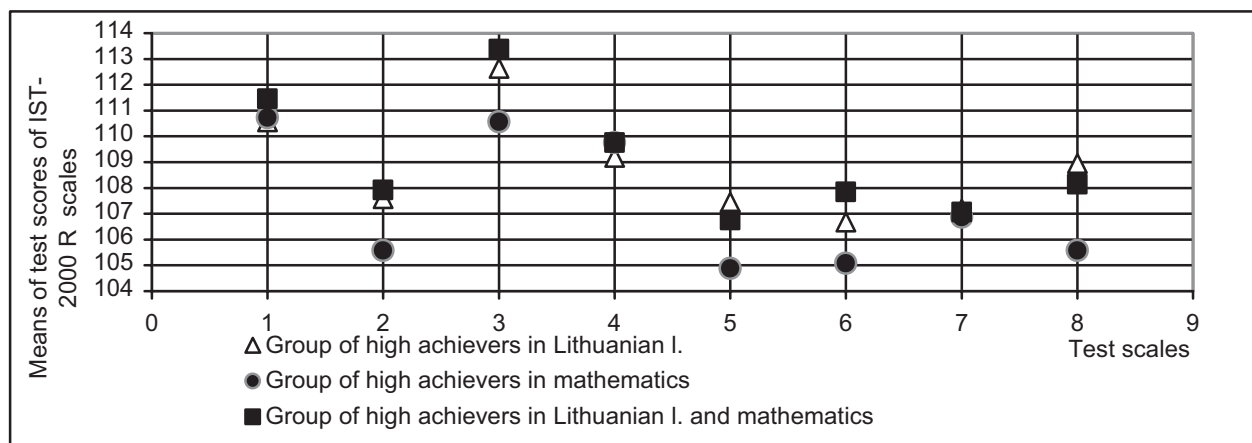 Means of test scores of IST-
2000 R scales
114
113
112
111
110
109
108
107
106
105
104
0 1 2 3 4 5 6 7 8 9
Test scales
Group of high achievers in Lithuanian l.
Group of high achievers in mathematics
Group of high achievers in Lithuanian l. and mathematics